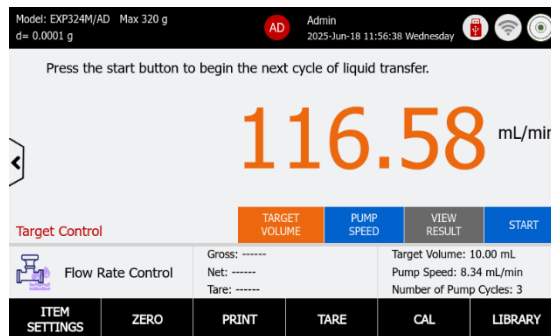 Model: EXP324M/AD Max 320 g
d= 0.0001 g
AD
Admin
2025-Jun-18 11:56:38 Wednesday
Press the start button to begin the next cycle of liquid transfer.
116.58 mL/min
Target Control
TARGET VOLUME
PUMP SPEED
VIEW RESULT
START
Flow Rate Control
Gross: ------
Net: ------
Tare: ------
Target Volume: 10.00 mL
Pump Speed: 8.34 mL/min
Number of Pump Cycles: 3
ITEM SETTINGS
ZERO
PRINT
TARE
CAL
LIBRARY